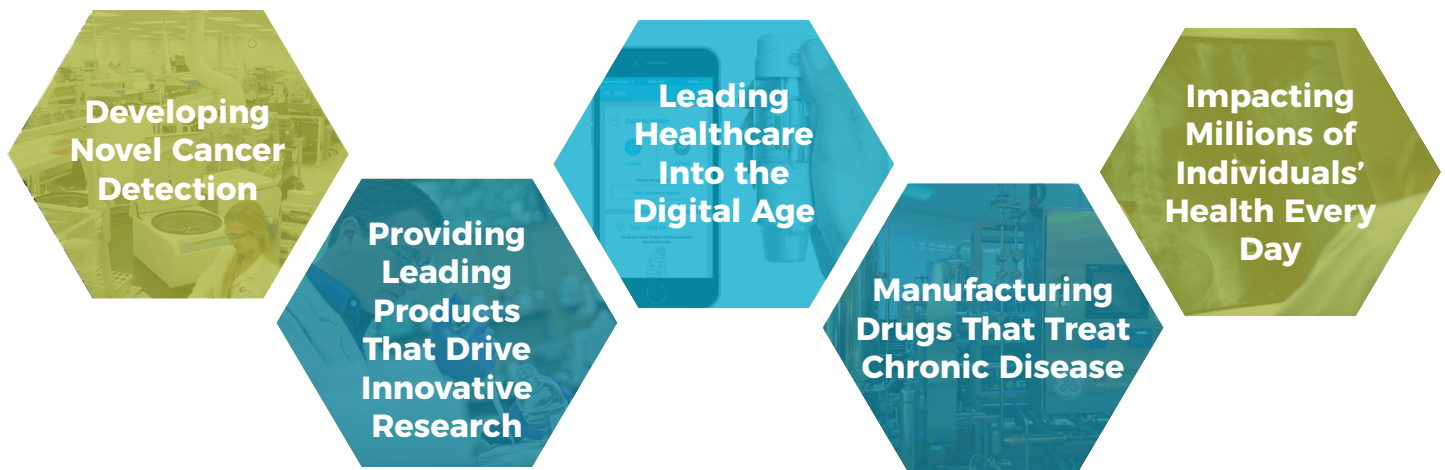 Developing
Novel Cancer
Detection
Providing
Leading
Products
That Drive
Innovative
Research
Leading
Healthcare
Into the
Digital Age
Manufacturing
Drugs That Treat
Chronic Disease
Impacting
Millions of
Individuals’
Health Every
Day